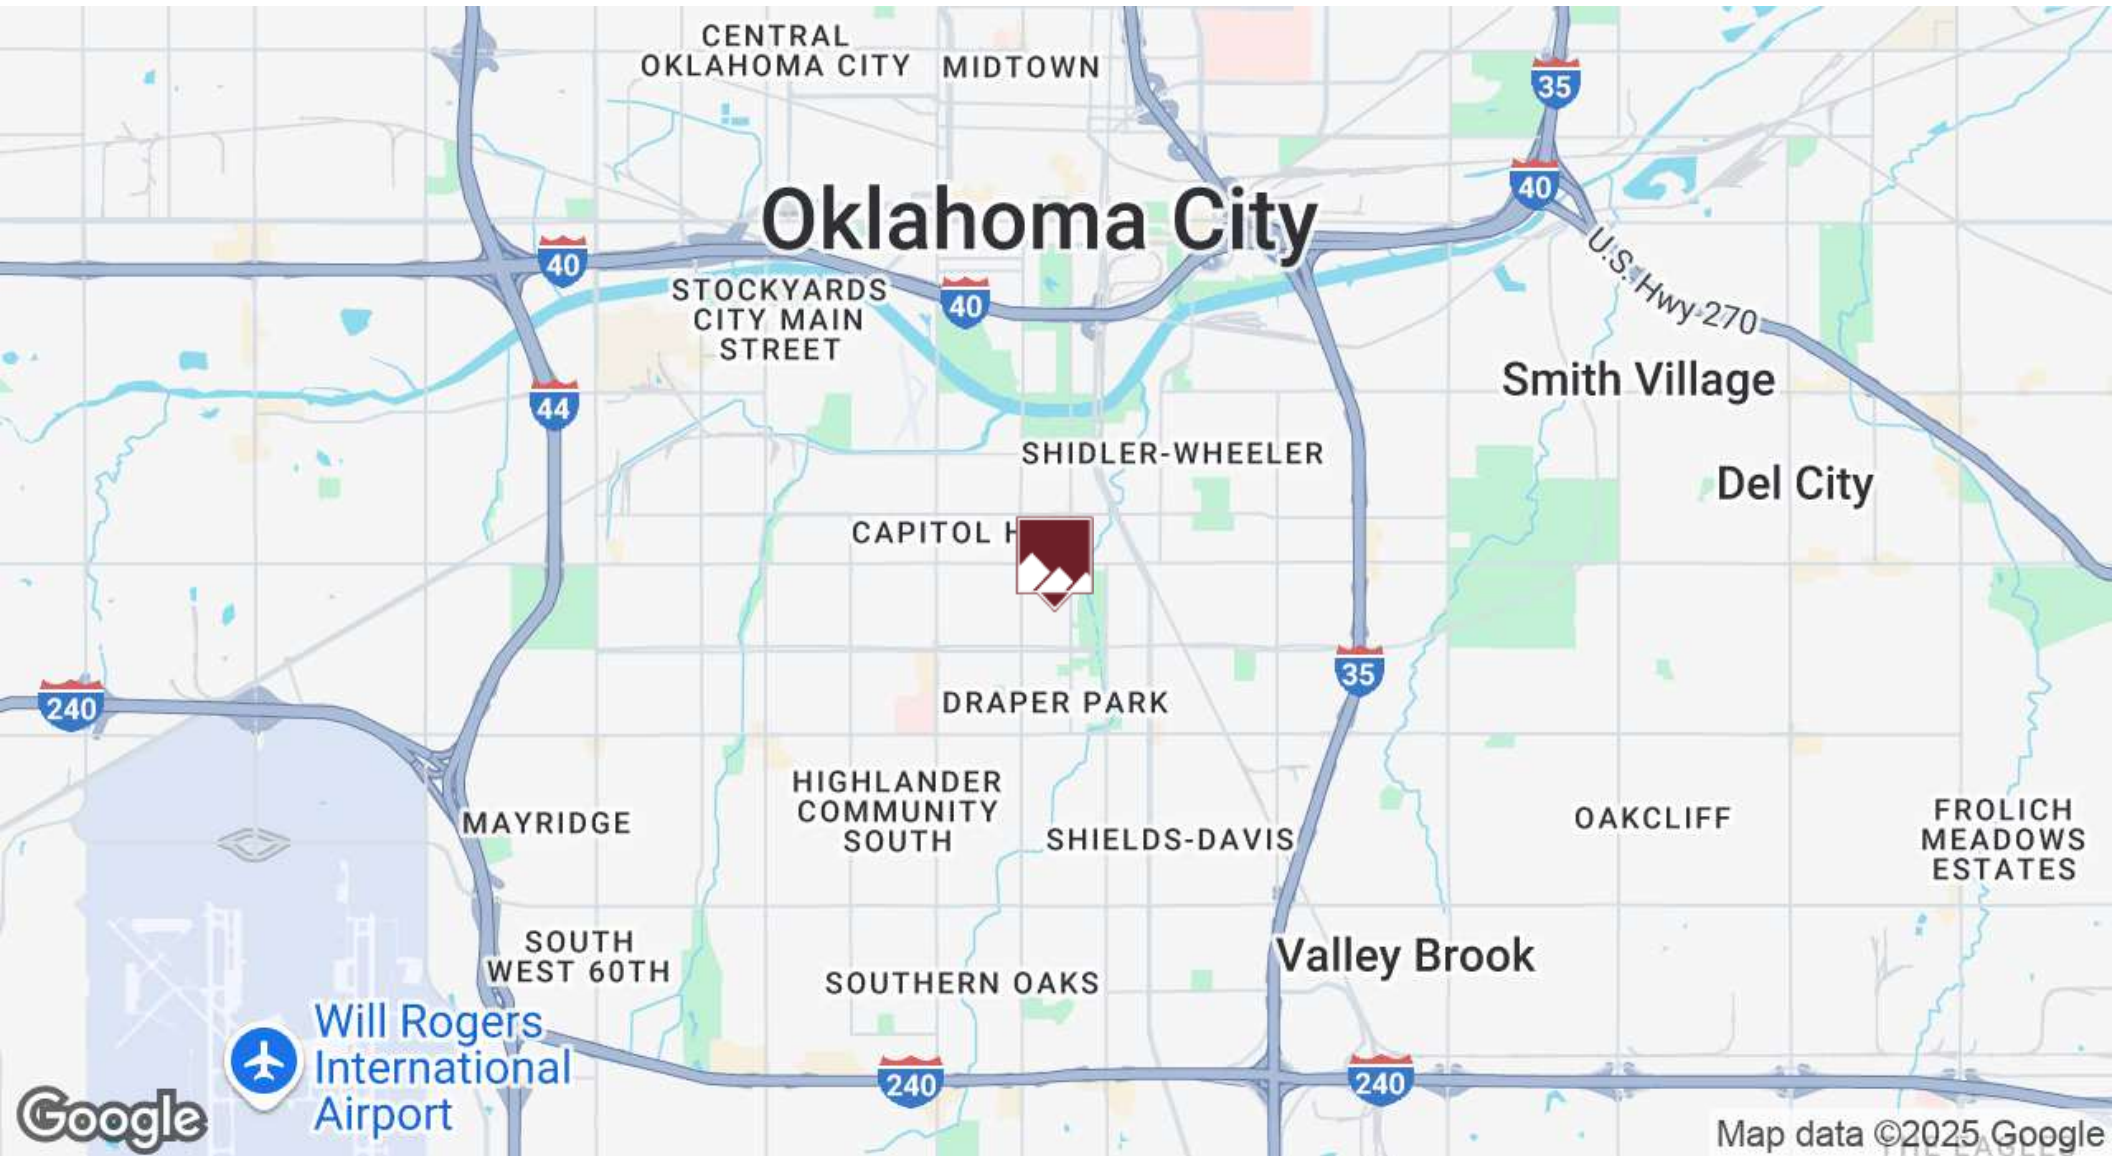 CENTRAL
OKLAHOMA CITY
MIDTOWN
35
40
Oklahoma City
40
40
U.S. Hwy 270
STOCKYARDS
CITY MAIN
STREET
44
Smith Village
SHIDLER-WHEELER
Del City
CAPITOL H
35
240
DRAPER PARK
HIGHLANDER
COMMUNITY
SOUTH
MAYRIDGE
SHIELDS-DAVIS
OAKCLIFF
FROLICH
MEADOWS
ESTATES
SOUTH
WEST 60TH
SOUTHERN OAKS
Valley Brook
Will Rogers
International
Airport
240
240
Google
Map data ©2025 Google